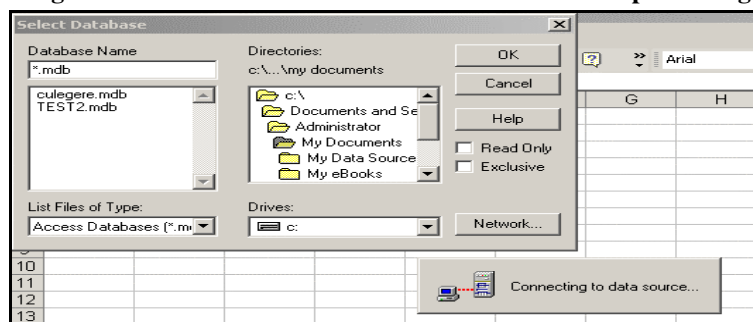 Select Database
Database Name
*.mdb
culegere.mdb
TEST2.mdb
List Files of Type:
Access Databases (*.m
Directories:
c:\...\my documents
c:\
Documents and Se
Administrator
My Documents
My Data Source
My eBooks
Drives:
c:
OK
Cancel
Help
Read Only
Exclusive
Network...
Arial
G H
10
11
12
13
Connecting to data source...